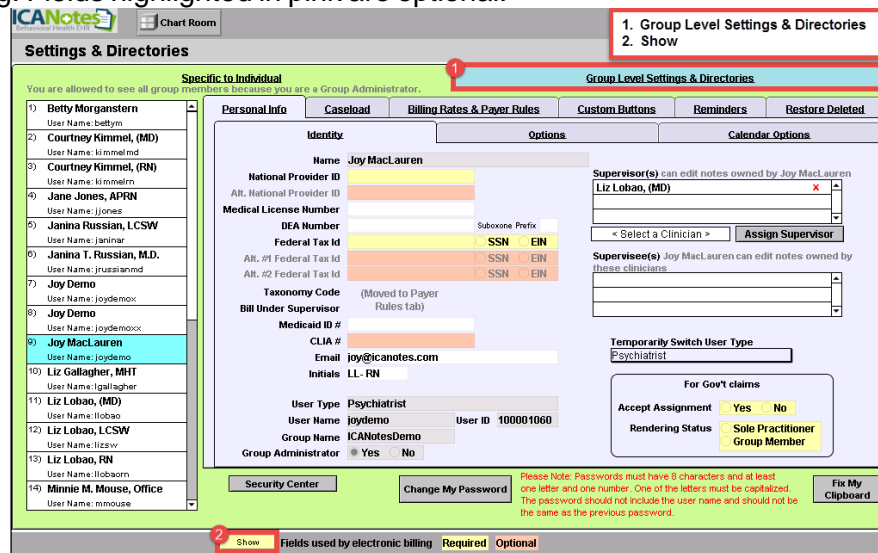 g. Fields highlighted in pink are optional.
ICANotes
Behavioral Health EHR
Chart Room
1. Group Level Settings & Directories
2. Show
Settings & Directories
1
Specific to Individual
Group Level Settings & Directories
You are allowed to see all group members because you are a Group Administrator.
1) Betty Morganstern
User Name: bettym
2) Courtney Kimmel, (MD)
User Name: kimmelmd
3) Courtney Kimmel, (RN)
User Name: kimmelrn
4) Jane Jones, APRN
User Name: jjones
5) Janina Russian, LCSW
User Name: janinar
6) Janina T. Russian, M.D.
User Name: jrussianmd
7) Joy Demo
User Name: joydemox
8) Joy Demo
User Name: joydemoxx
9) Joy MacLauren
User Name: joydemo
10) Liz Gallagher, MHT
User Name: lgallagher
11) Liz Lobao, (MD)
User Name: llobao
12) Liz Lobao, LCSW
User Name: lizsw
13) Liz Lobao, RN
User Name: llobaorn
14) Minnie M. Mouse, Office
User Name: mmouse
Personal Info Caseload Billing Rates & Payer Rules Custom Buttons Reminders Restore Deleted
Identity Options Calendar Options
Name Joy MacLauren
National Provider ID
Alt. National Provider ID
Medical License Number
DEA Number Suboxone Prefix
Federal Tax Id SSN EIN
Alt. #1 Federal Tax Id SSN EIN
Alt. #2 Federal Tax Id SSN EIN
Taxonomy Code (Moved to Payer
Bill Under Supervisor Rules tab)
Medicaid ID #
CLIA #
Email joy@icanotes.com
Initials LL- RN
User Type Psychiatrist
User Name joydemo User ID 100001060
Group Name ICANotesDemo
Group Administrator Yes No
Supervisor(s) can edit notes owned by Joy MacLauren
Liz Lobao, (MD) X
< Select a Clinician > Assign Supervisor
Supervisee(s) Joy MacLauren can edit notes owned by
these clinicians
Temporarily Switch User Type
Psychiatrist
For Gov't claims
Accept Assignment Yes No
Rendering Status Sole Practitioner
Group Member
Security Center
Change My Password
Please Note: Passwords must have 8 characters and at least
one letter and one number. One of the letters must be capitalized.
The password should not include the user name and should not be
the same as the previous password.
Fix My
Clipboard
2
Show Fields used by electronic billing Required Optional